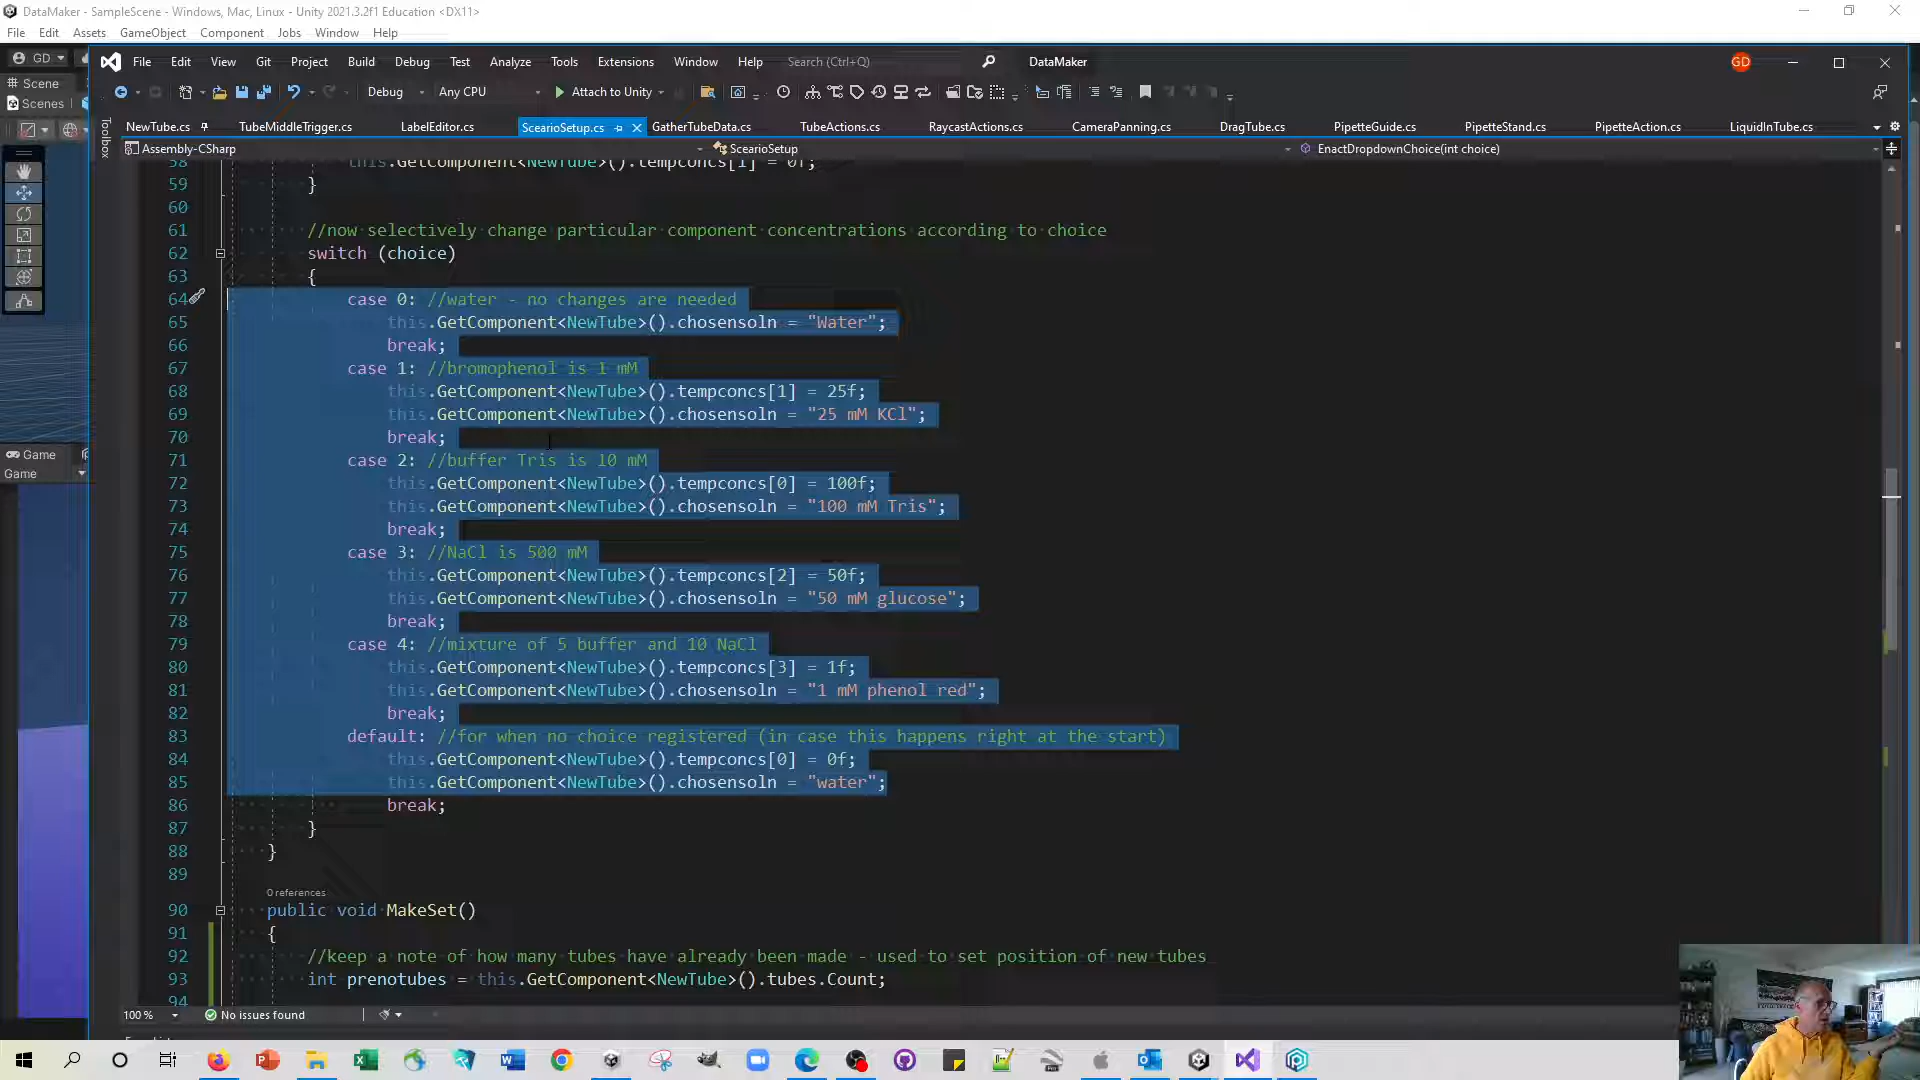 DataMaker - SampleScene - Windows, Mac, Linux - Unity 2021.3.2f1 Education <DX11>
File Edit Assets GameObject Component Jobs Window Help
GD
File Edit View Git Project Build Debug Test Analyze Tools Extensions Window Help Search (Ctrl+Q) DataMaker GD
Scene
Debug Any CPU Attach to Unity
Scenes
NewTube.cs TubeMiddleTrigger.cs LabelEditor.cs ScearioSetup.cs GatherTubeData.cs TubeActions.cs RaycastActions.cs CameraPanning.cs DragTube.cs PipetteGuide.cs PipetteStand.cs PipetteAction.cs LiquidInTube.cs
Toolbox
Assembly-CSharp ScearioSetup EnactDropdownChoice(int choice)
58 this.GetComponent<NewTube>().tempconcs[i] = 0f;
59 }
60
61 //now selectively change particular component concentrations according to choice
62 switch (choice)
63 {
64 case 0: //water - no changes are needed
65 this.GetComponent<NewTube>().chosensoln = "Water";
66 break;
67 case 1: //bromophenol is 1 mM
68 this.GetComponent<NewTube>().tempconcs[1] = 25f;
69 this.GetComponent<NewTube>().chosensoln = "25 mM KCl";
70 break;
71 case 2: //buffer Tris is 10 mM
72 this.GetComponent<NewTube>().tempconcs[0] = 100f;
73 this.GetComponent<NewTube>().chosensoln = "100 mM Tris";
74 break;
75 case 3: //NaCl is 500 mM
76 this.GetComponent<NewTube>().tempconcs[2] = 50f;
77 this.GetComponent<NewTube>().chosensoln = "50 mM glucose";
78 break;
79 case 4: //mixture of 5 buffer and 10 NaCl
80 this.GetComponent<NewTube>().tempconcs[3] = 1f;
81 this.GetComponent<NewTube>().chosensoln = "1 mM phenol red";
82 break;
83 default: //for when no choice registered (in case this happens right at the start)
84 this.GetComponent<NewTube>().tempconcs[0] = 0f;
85 this.GetComponent<NewTube>().chosensoln = "water";
86 break;
87 }
88 }
89
0 references
90 public void MakeSet()
91 {
92 //keep a note of how many tubes have already been made - used to set position of new tubes
93 int prenotubes = this.GetComponent<NewTube>().tubes.Count;
94
Game
Game
100 % No issues found